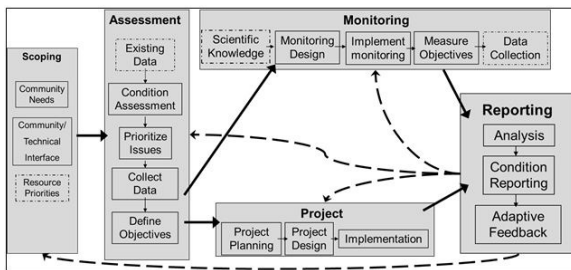 Scoping
Community
Needs
Community/
Technical
Interface
Resource
Priorities
Assessment
Existing
Data
Condition
Assessment
Prioritize
Issues
Collect
Data
Define
Objectives
Monitoring
Scientific
Knowledge
Monitoring
Design
Implement
monitoring
Measure
Objectives
Data
Collection
Project
Project
Planning
Project
Design
Implementation
Reporting
Analysis
Condition
Reporting
Adaptive
Feedback